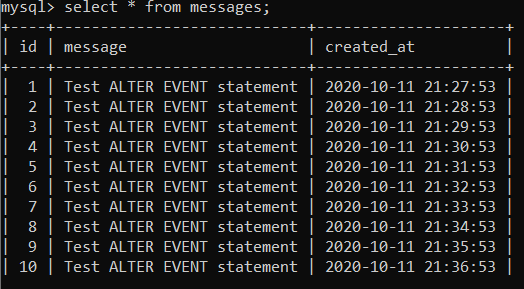 mysql> select * from messages;
+----+----------------------------+---------------------+
| id | message                    | created_at          |
+----+----------------------------+---------------------+
|  1 | Test ALTER EVENT statement | 2020-10-11 21:27:53 |
|  2 | Test ALTER EVENT statement | 2020-10-11 21:28:53 |
|  3 | Test ALTER EVENT statement | 2020-10-11 21:29:53 |
|  4 | Test ALTER EVENT statement | 2020-10-11 21:30:53 |
|  5 | Test ALTER EVENT statement | 2020-10-11 21:31:53 |
|  6 | Test ALTER EVENT statement | 2020-10-11 21:32:53 |
|  7 | Test ALTER EVENT statement | 2020-10-11 21:33:53 |
|  8 | Test ALTER EVENT statement | 2020-10-11 21:34:53 |
|  9 | Test ALTER EVENT statement | 2020-10-11 21:35:53 |
| 10 | Test ALTER EVENT statement | 2020-10-11 21:36:53 |